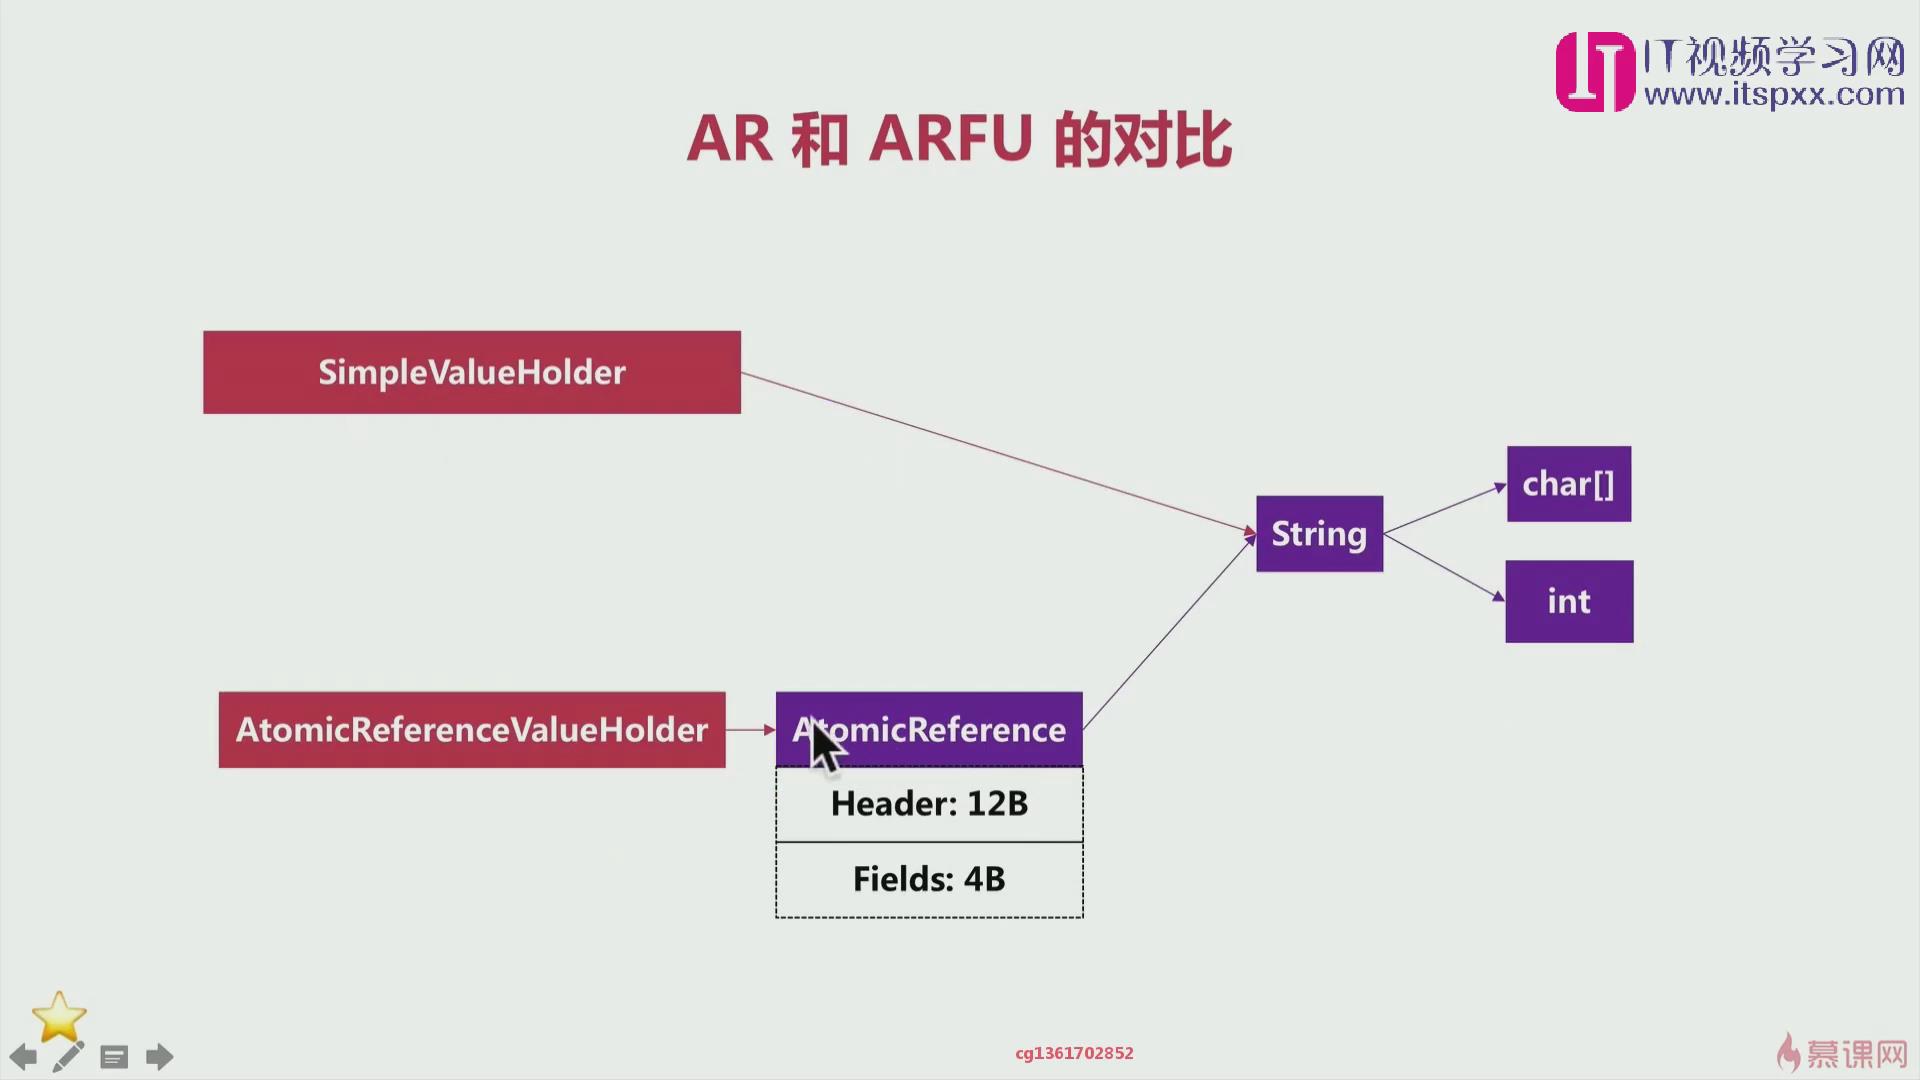 IT视频学习网
www.itspxx.com
AR 和 ARFU 的对比
SimpleValueHolder
char[]
String
int
AtomicReferenceValueHolder
AtomicReference
Header: 12B
Fields: 4B
cg1361702852
慕课网